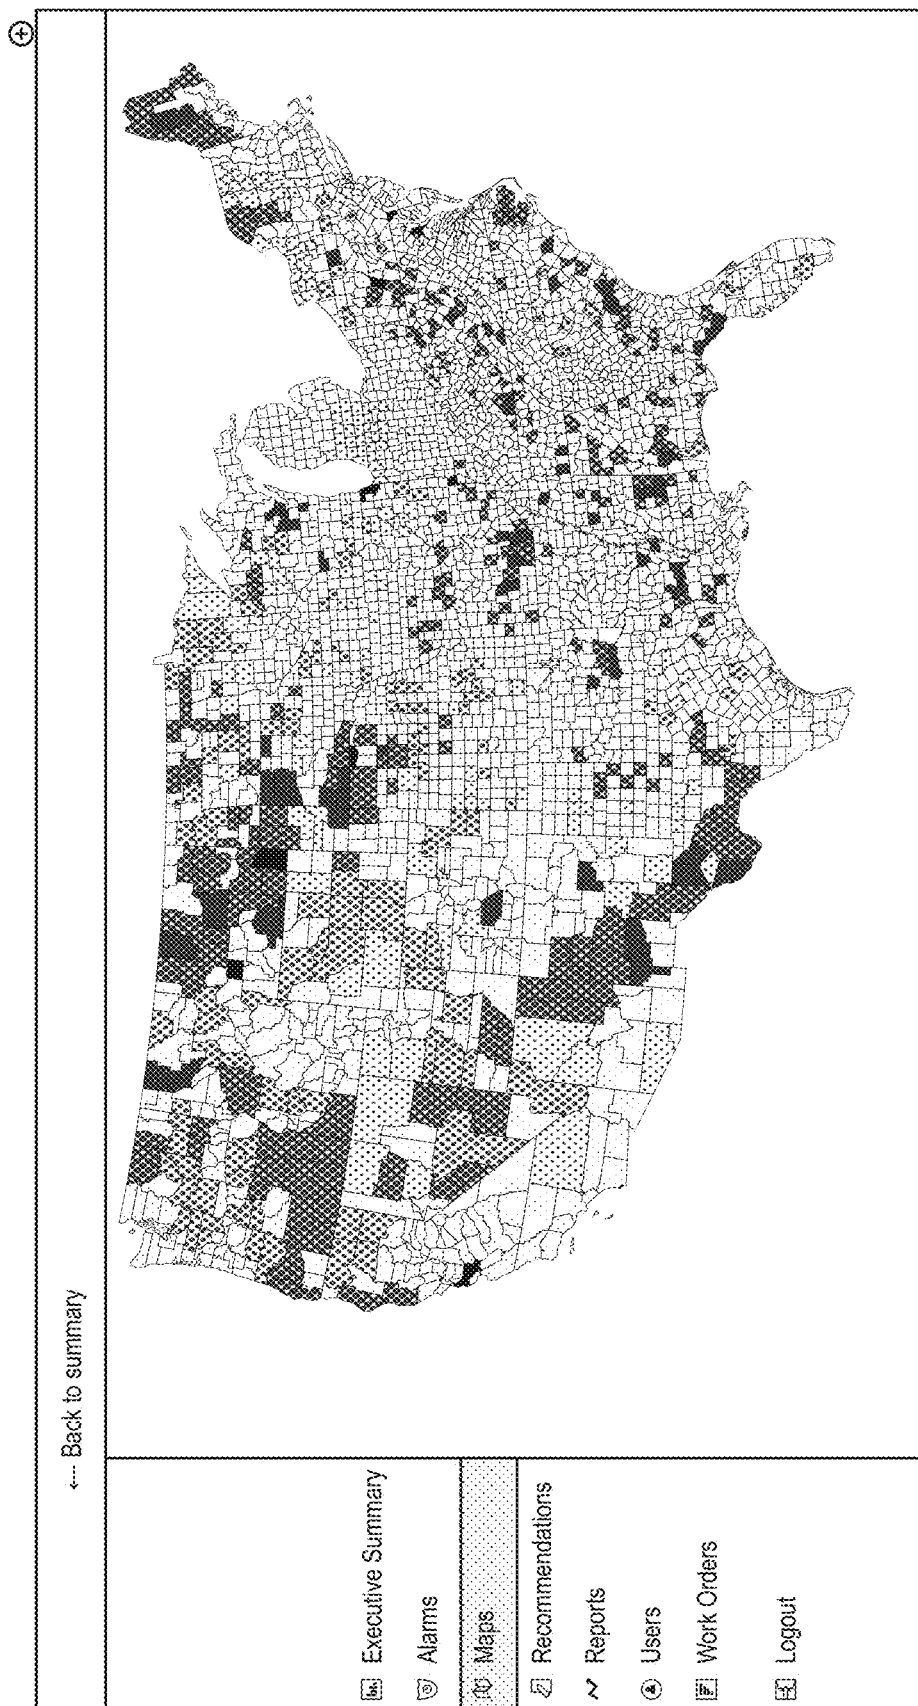 ← Back to summary
Executive Summary
Alarms
Maps
Recommendations
Reports
Users
Work Orders
Logout